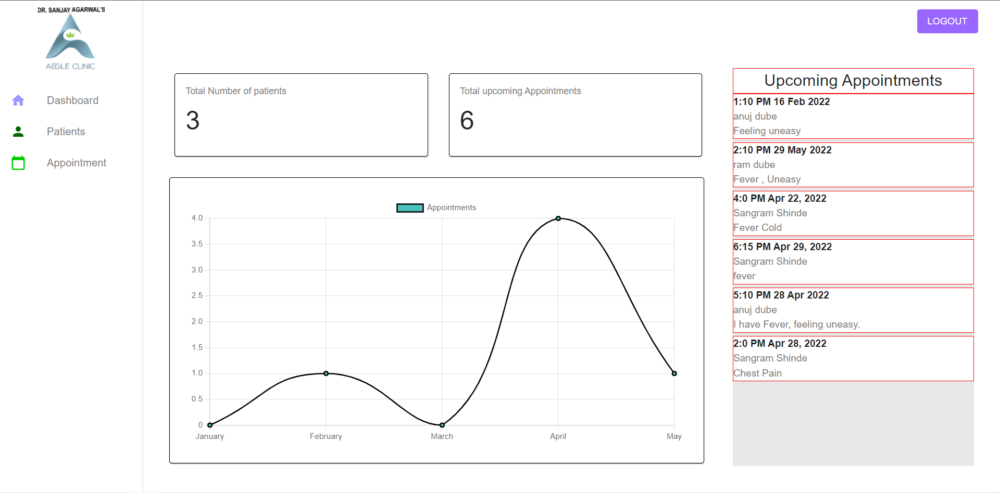 DR. SANJAY AGARWAL'S
AEGLE CLINIC
Dashboard
Patients
Appointment
LOGOUT
Total Number of patients
3
Total upcoming Appointments
6
Appointments
4.0
3.5
3.0
2.5
2.0
1.5
1.0
0.5
0
January February March April May
Upcoming Appointments
1:10 PM 16 Feb 2022
anuj dube
Feeling uneasy
2:10 PM 29 May 2022
ram dube
Fever , Uneasy
4:0 PM Apr 22, 2022
Sangram Shinde
Fever Cold
6:15 PM Apr 29, 2022
Sangram Shinde
fever
5:10 PM 28 Apr 2022
anuj dube
I have Fever, feeling uneasy.
2:0 PM Apr 28, 2022
Sangram Shinde
Chest Pain